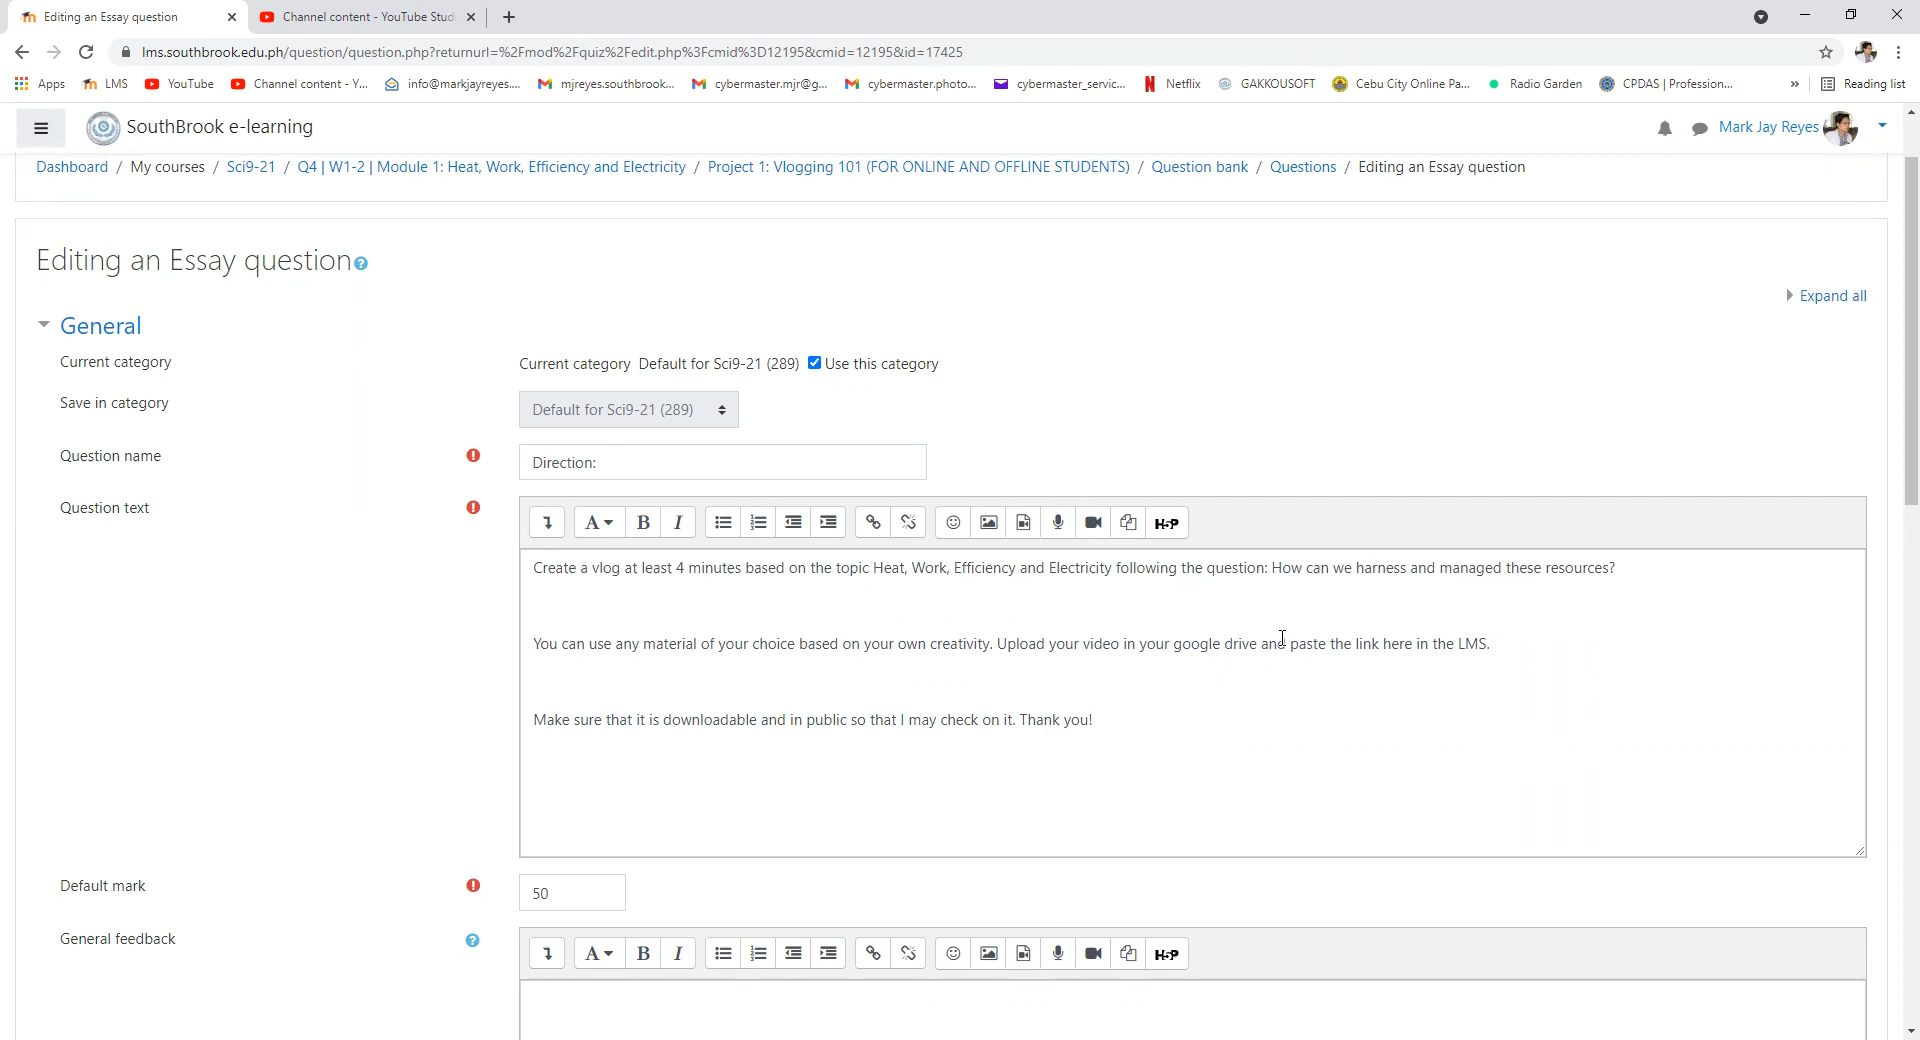 Editing an Essay question
Channel content - YouTube Stud
lms.southbrook.edu.ph/question/question.php?returnurl=%2Fmod%2Fquiz%2Fedit.php%3Fcmid%3D12195&cmid=12195&id=17425
Apps LMS YouTube Channel content - Y... info@markjayreyes.... mjreyes.southbrook... cybermaster.mjr@g... cybermaster.photo... cybermaster_servic... Netflix GAKKOUSOFT Cebu City Online Pa... Radio Garden CPDAS | Profession... » Reading list
SouthBrook e-learning
Mark Jay Reyes
Dashboard / My courses / Sci9-21 / Q4 | W1-2 | Module 1: Heat, Work, Efficiency and Electricity / Project 1: Vlogging 101 (FOR ONLINE AND OFFLINE STUDENTS) / Question bank / Questions / Editing an Essay question
Editing an Essay question
Expand all
General
Current category
Current category Default for Sci9-21 (289) Use this category
Save in category
Default for Sci9-21 (289)
Question name
Direction:
Question text
A B I H-P
Create a vlog at least 4 minutes based on the topic Heat, Work, Efficiency and Electricity following the question: How can we harness and managed these resources?
You can use any material of your choice based on your own creativity. Upload your video in your google drive and paste the link here in the LMS.
Make sure that it is downloadable and in public so that I may check on it. Thank you!
Default mark
50
General feedback
A B I H-P